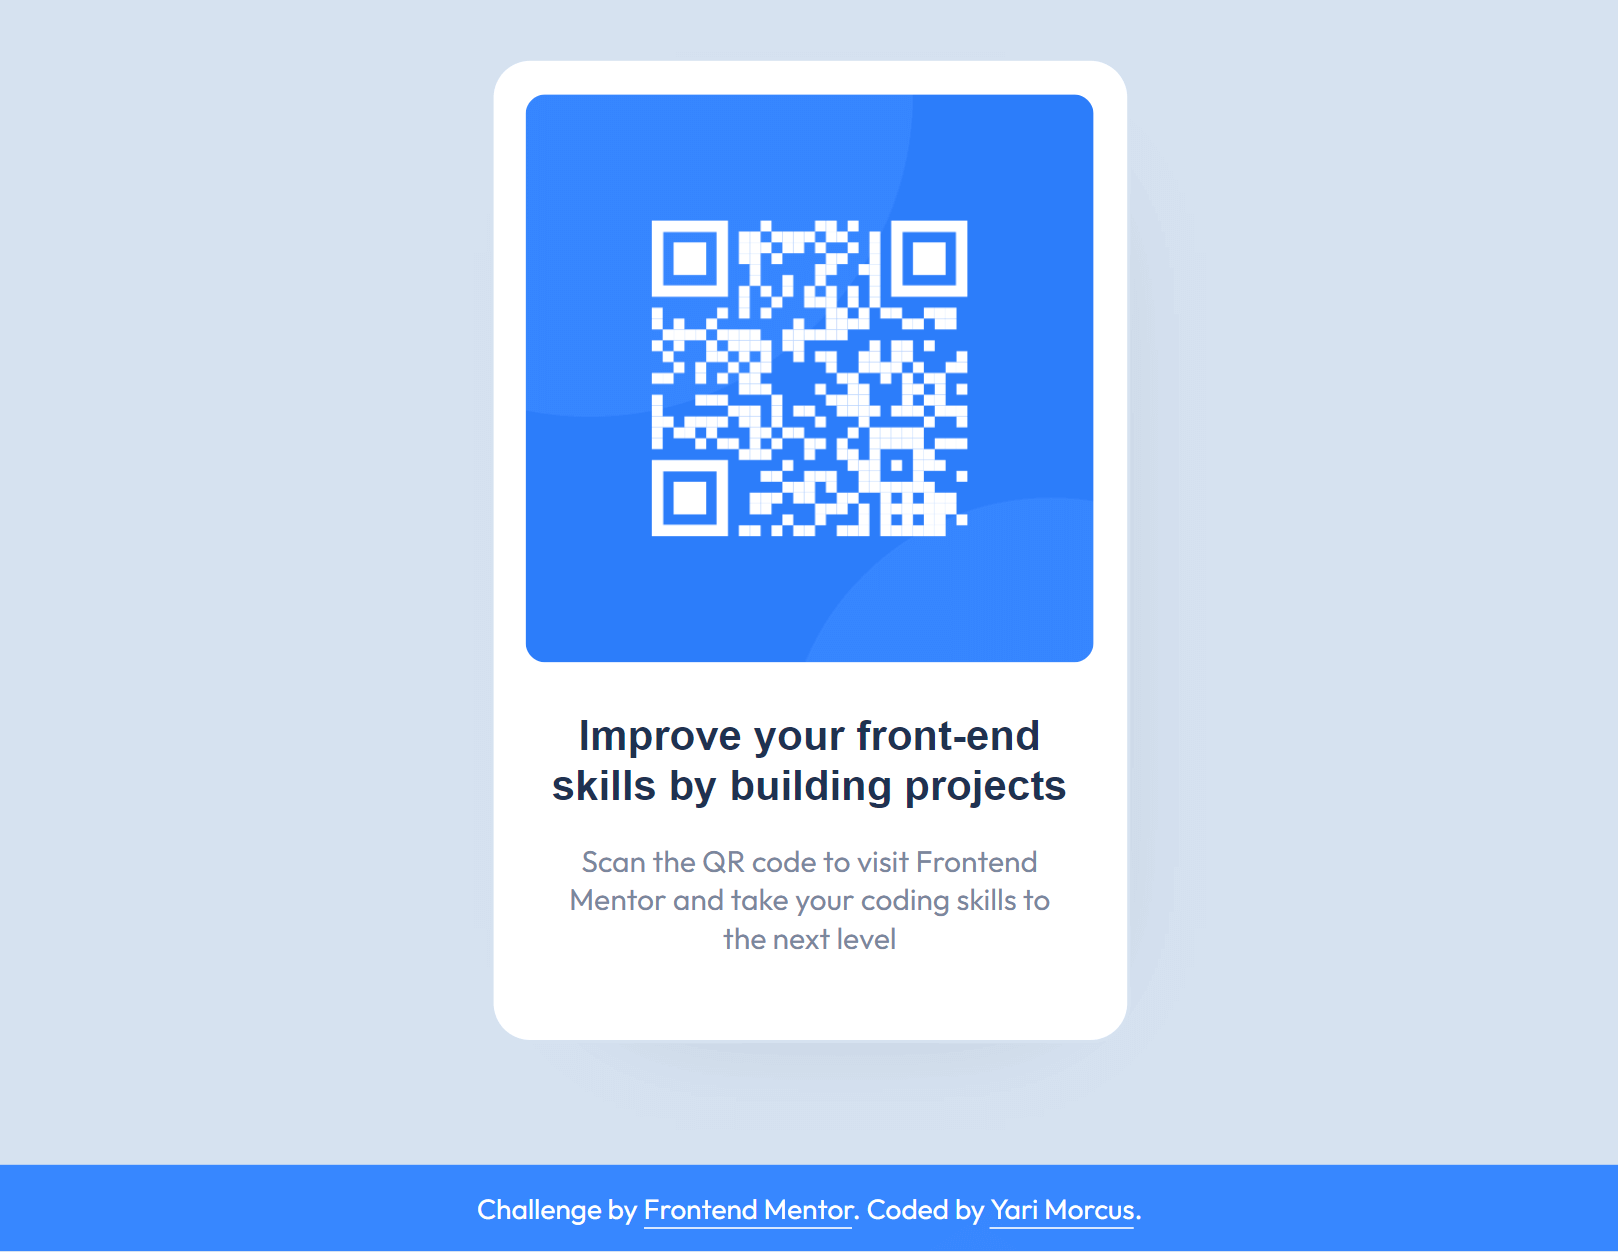 Improve your front-end
skills by building projects
Scan the QR code to visit Frontend
Mentor and take your coding skills to
the next level
Challenge by Frontend Mentor. Coded by Yari Morcus.